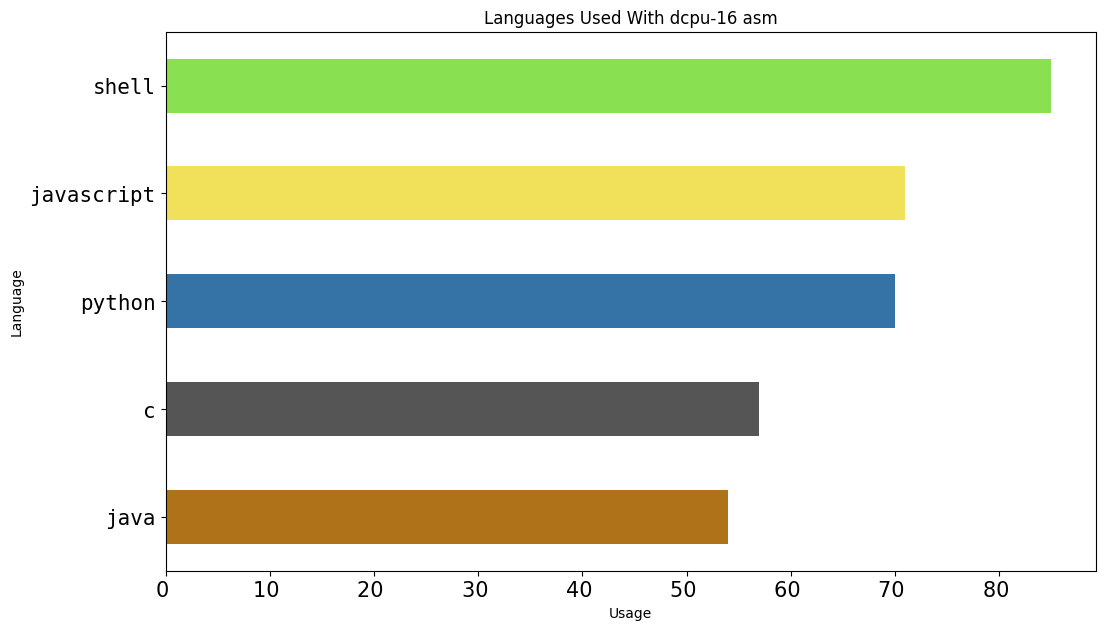 Languages Used With dcpu-16 asm
shell
javascript
python
c
java
Language
0 10 20 30 40 50 60 70 80
Usage